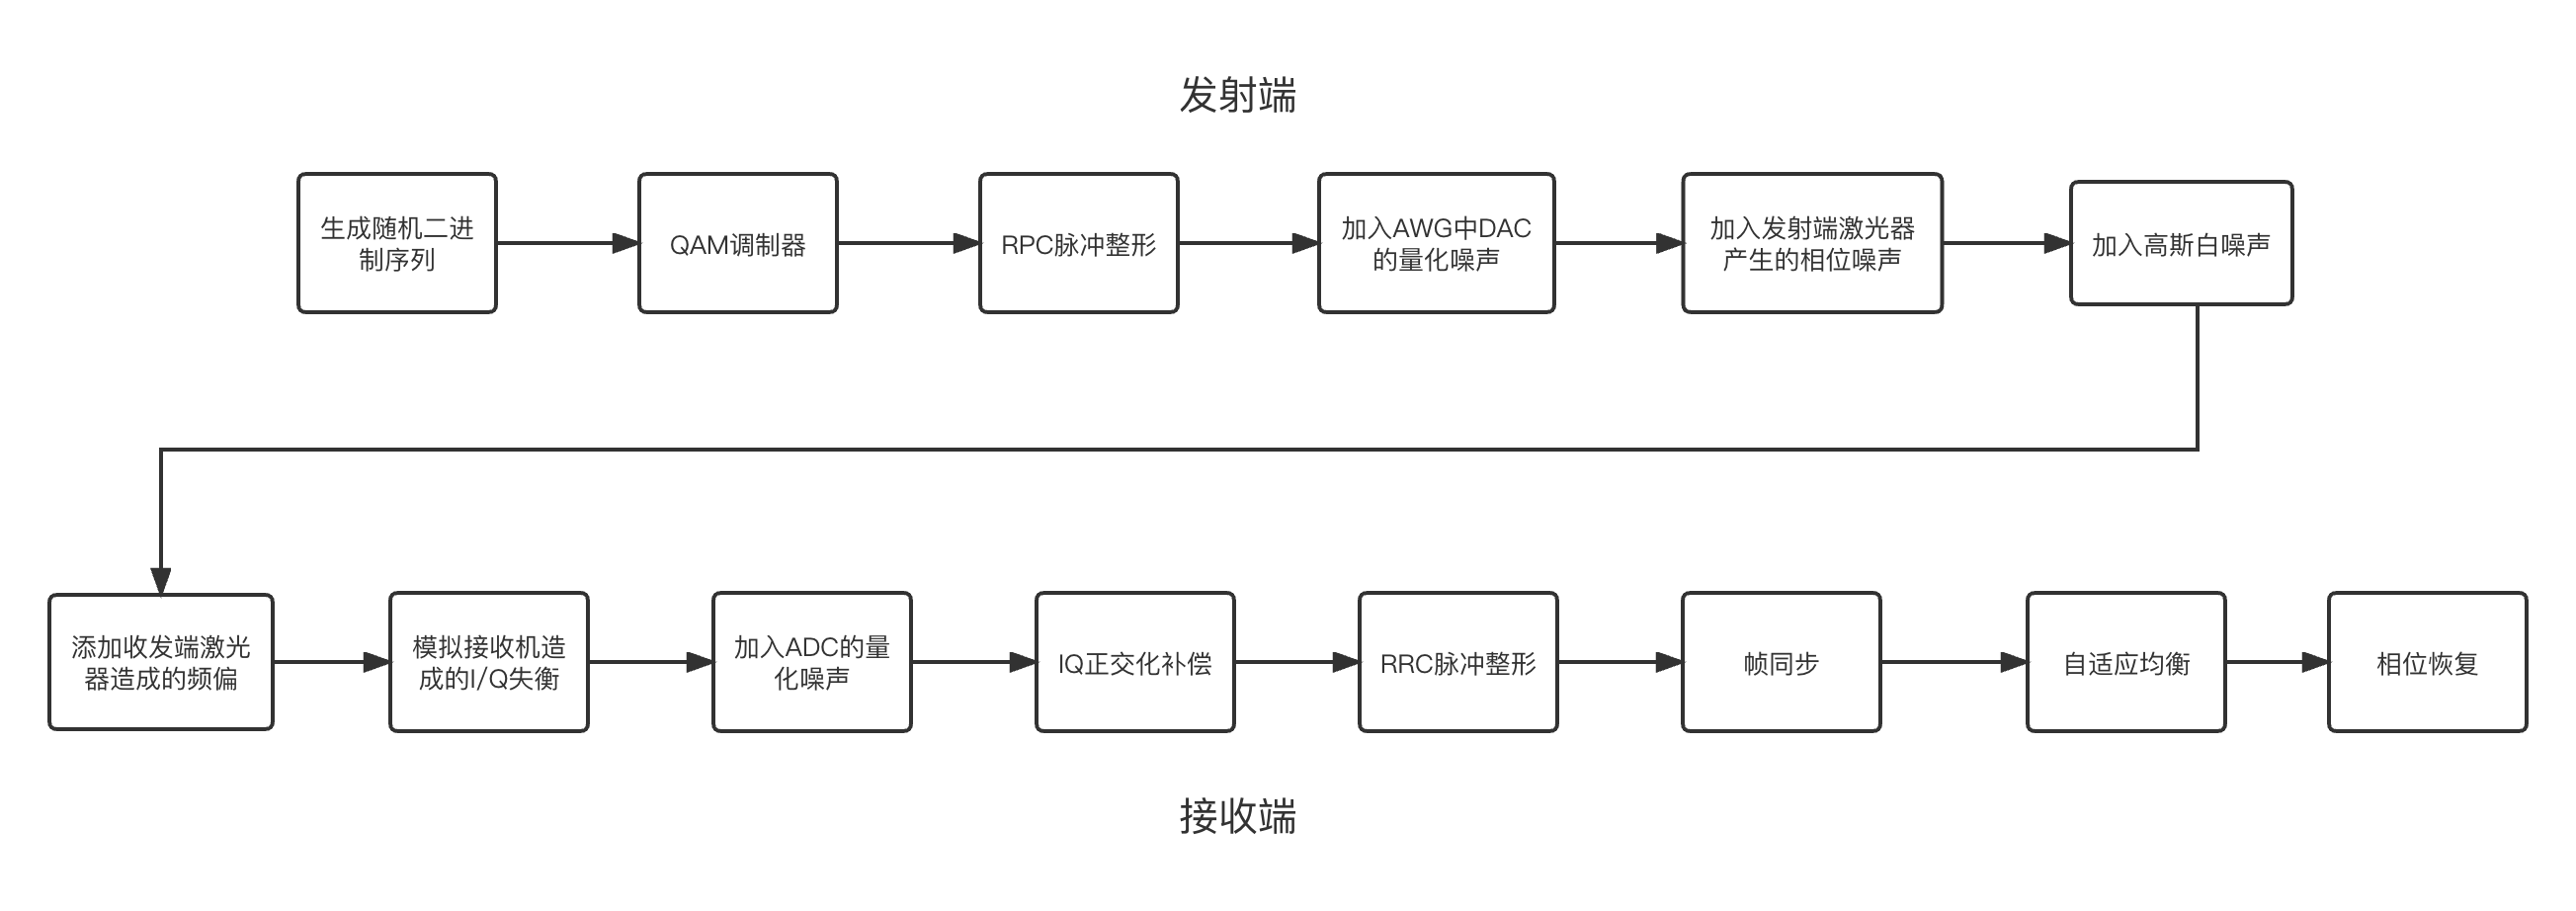 发射端
生成随机二进
制序列
QAM调制器
RPC脉冲整形
加入AWG中DAC
的量化噪声
加入发射端激光器
产生的相位噪声
加入高斯白噪声
添加收发端激光
器造成的频偏
模拟接收机造
成的I/Q失衡
加入ADC的量
化噪声
IQ正交化补偿
RRC脉冲整形
帧同步
自适应均衡
相位恢复
接收端